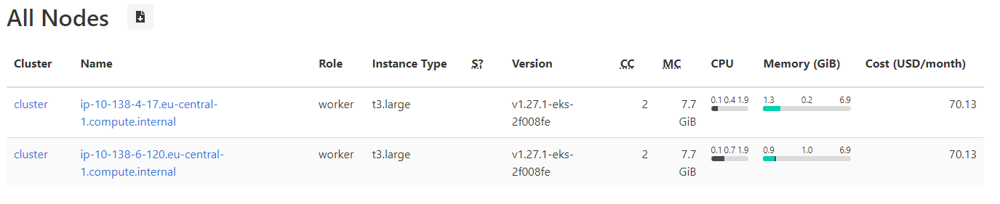 All Nodes
Cluster Name Role Instance Type S? Version CC MC CPU Memory (GiB) Cost (USD/month)
cluster ip-10-138-4-17.eu-central- worker t3.large v1.27.1-eks- 2 7.7 0.1 0.4 1.9 1.3 0.2 6.9 70.13
1.compute.internal 2f008fe GiB
cluster ip-10-138-6-120.eu-central- worker t3.large v1.27.1-eks- 2 7.7 0.1 0.7 1.9 0.9 1.0 6.9 70.13
1.compute.internal 2f008fe GiB